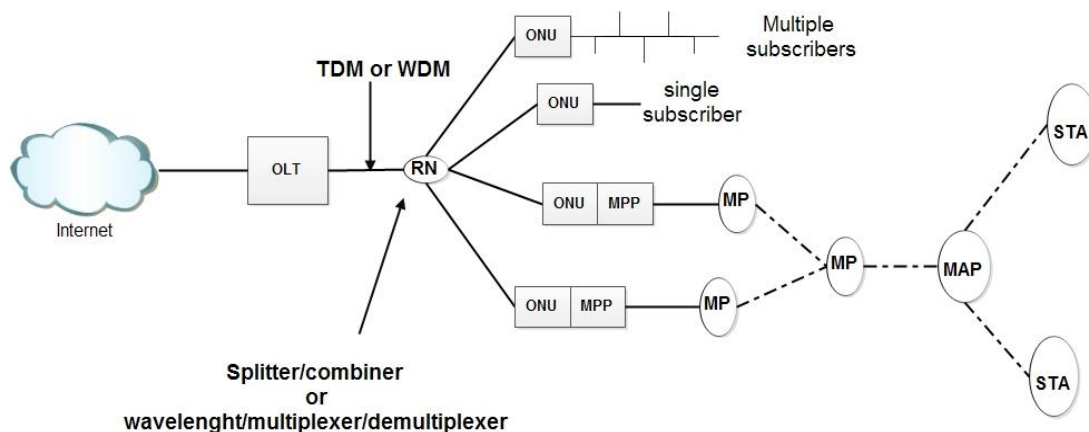 ONU
Multiple
subscribers
TDM or WDM
ONU
single
subscriber
STA
OLT
RN
Internet
ONU
MPP
MP
MP
MAP
ONU
MPP
MP
STA
Splitter/combiner
or
wavelenght/multiplexer/demultiplexer